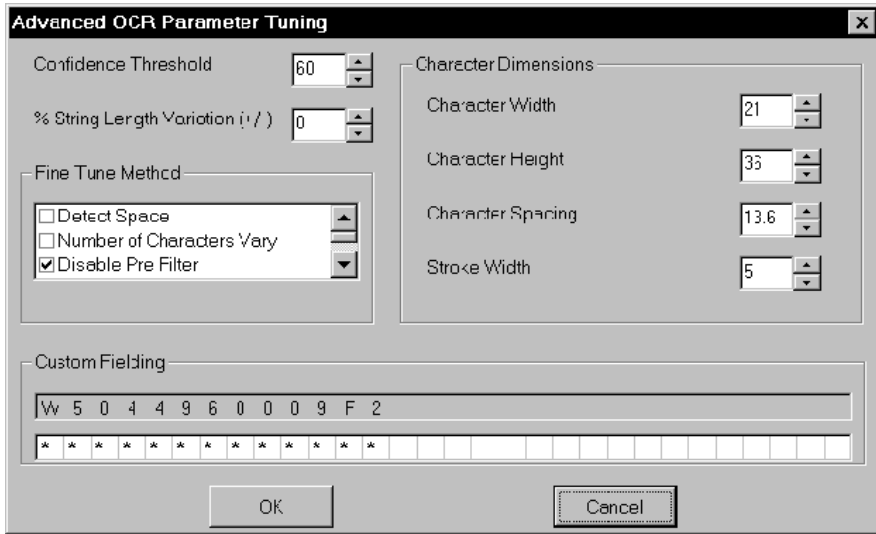 Advanced OCR Parameter Tuning
Confidence Threshold 60
% String Length Variation (+/-) 0
Fine Tune Method
Detect Space
Number of Characters Vary
Disable Pre Filter
Character Dimensions
Character Width 21
Character Height 36
Character Spacing 13.6
Stroke Width 5
Custom Fielding
W 5 0 4 4 9 6 0 0 0 9 F 2
* * * * * * * * * * * * *
OK Cancel